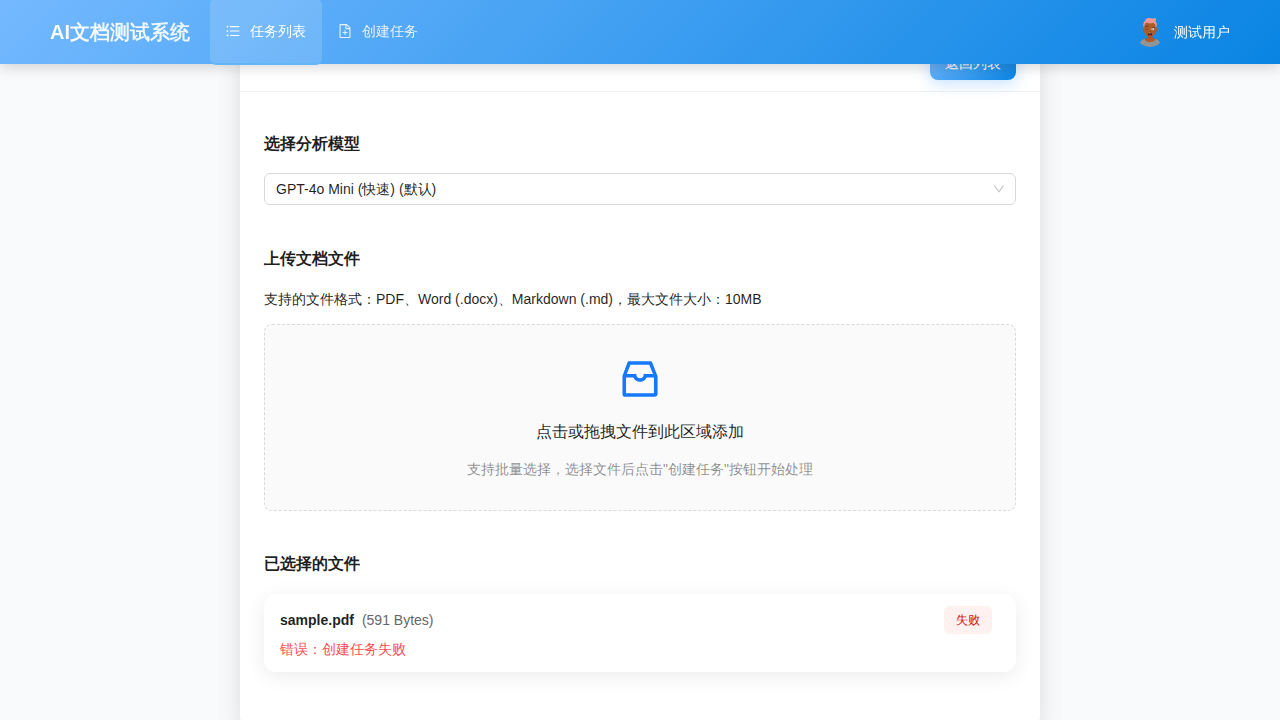 AI文档测试系统
任务列表
创建任务
测试用户
返回列表
选择分析模型
GPT-4o Mini (快速) (默认)
上传文档文件
支持的文件格式：PDF、Word (.docx)、Markdown (.md)，最大文件大小：10MB
点击或拖拽文件到此区域添加
支持批量选择，选择文件后点击"创建任务"按钮开始处理
已选择的文件
sample.pdf (591 Bytes)
失败
错误：创建任务失败